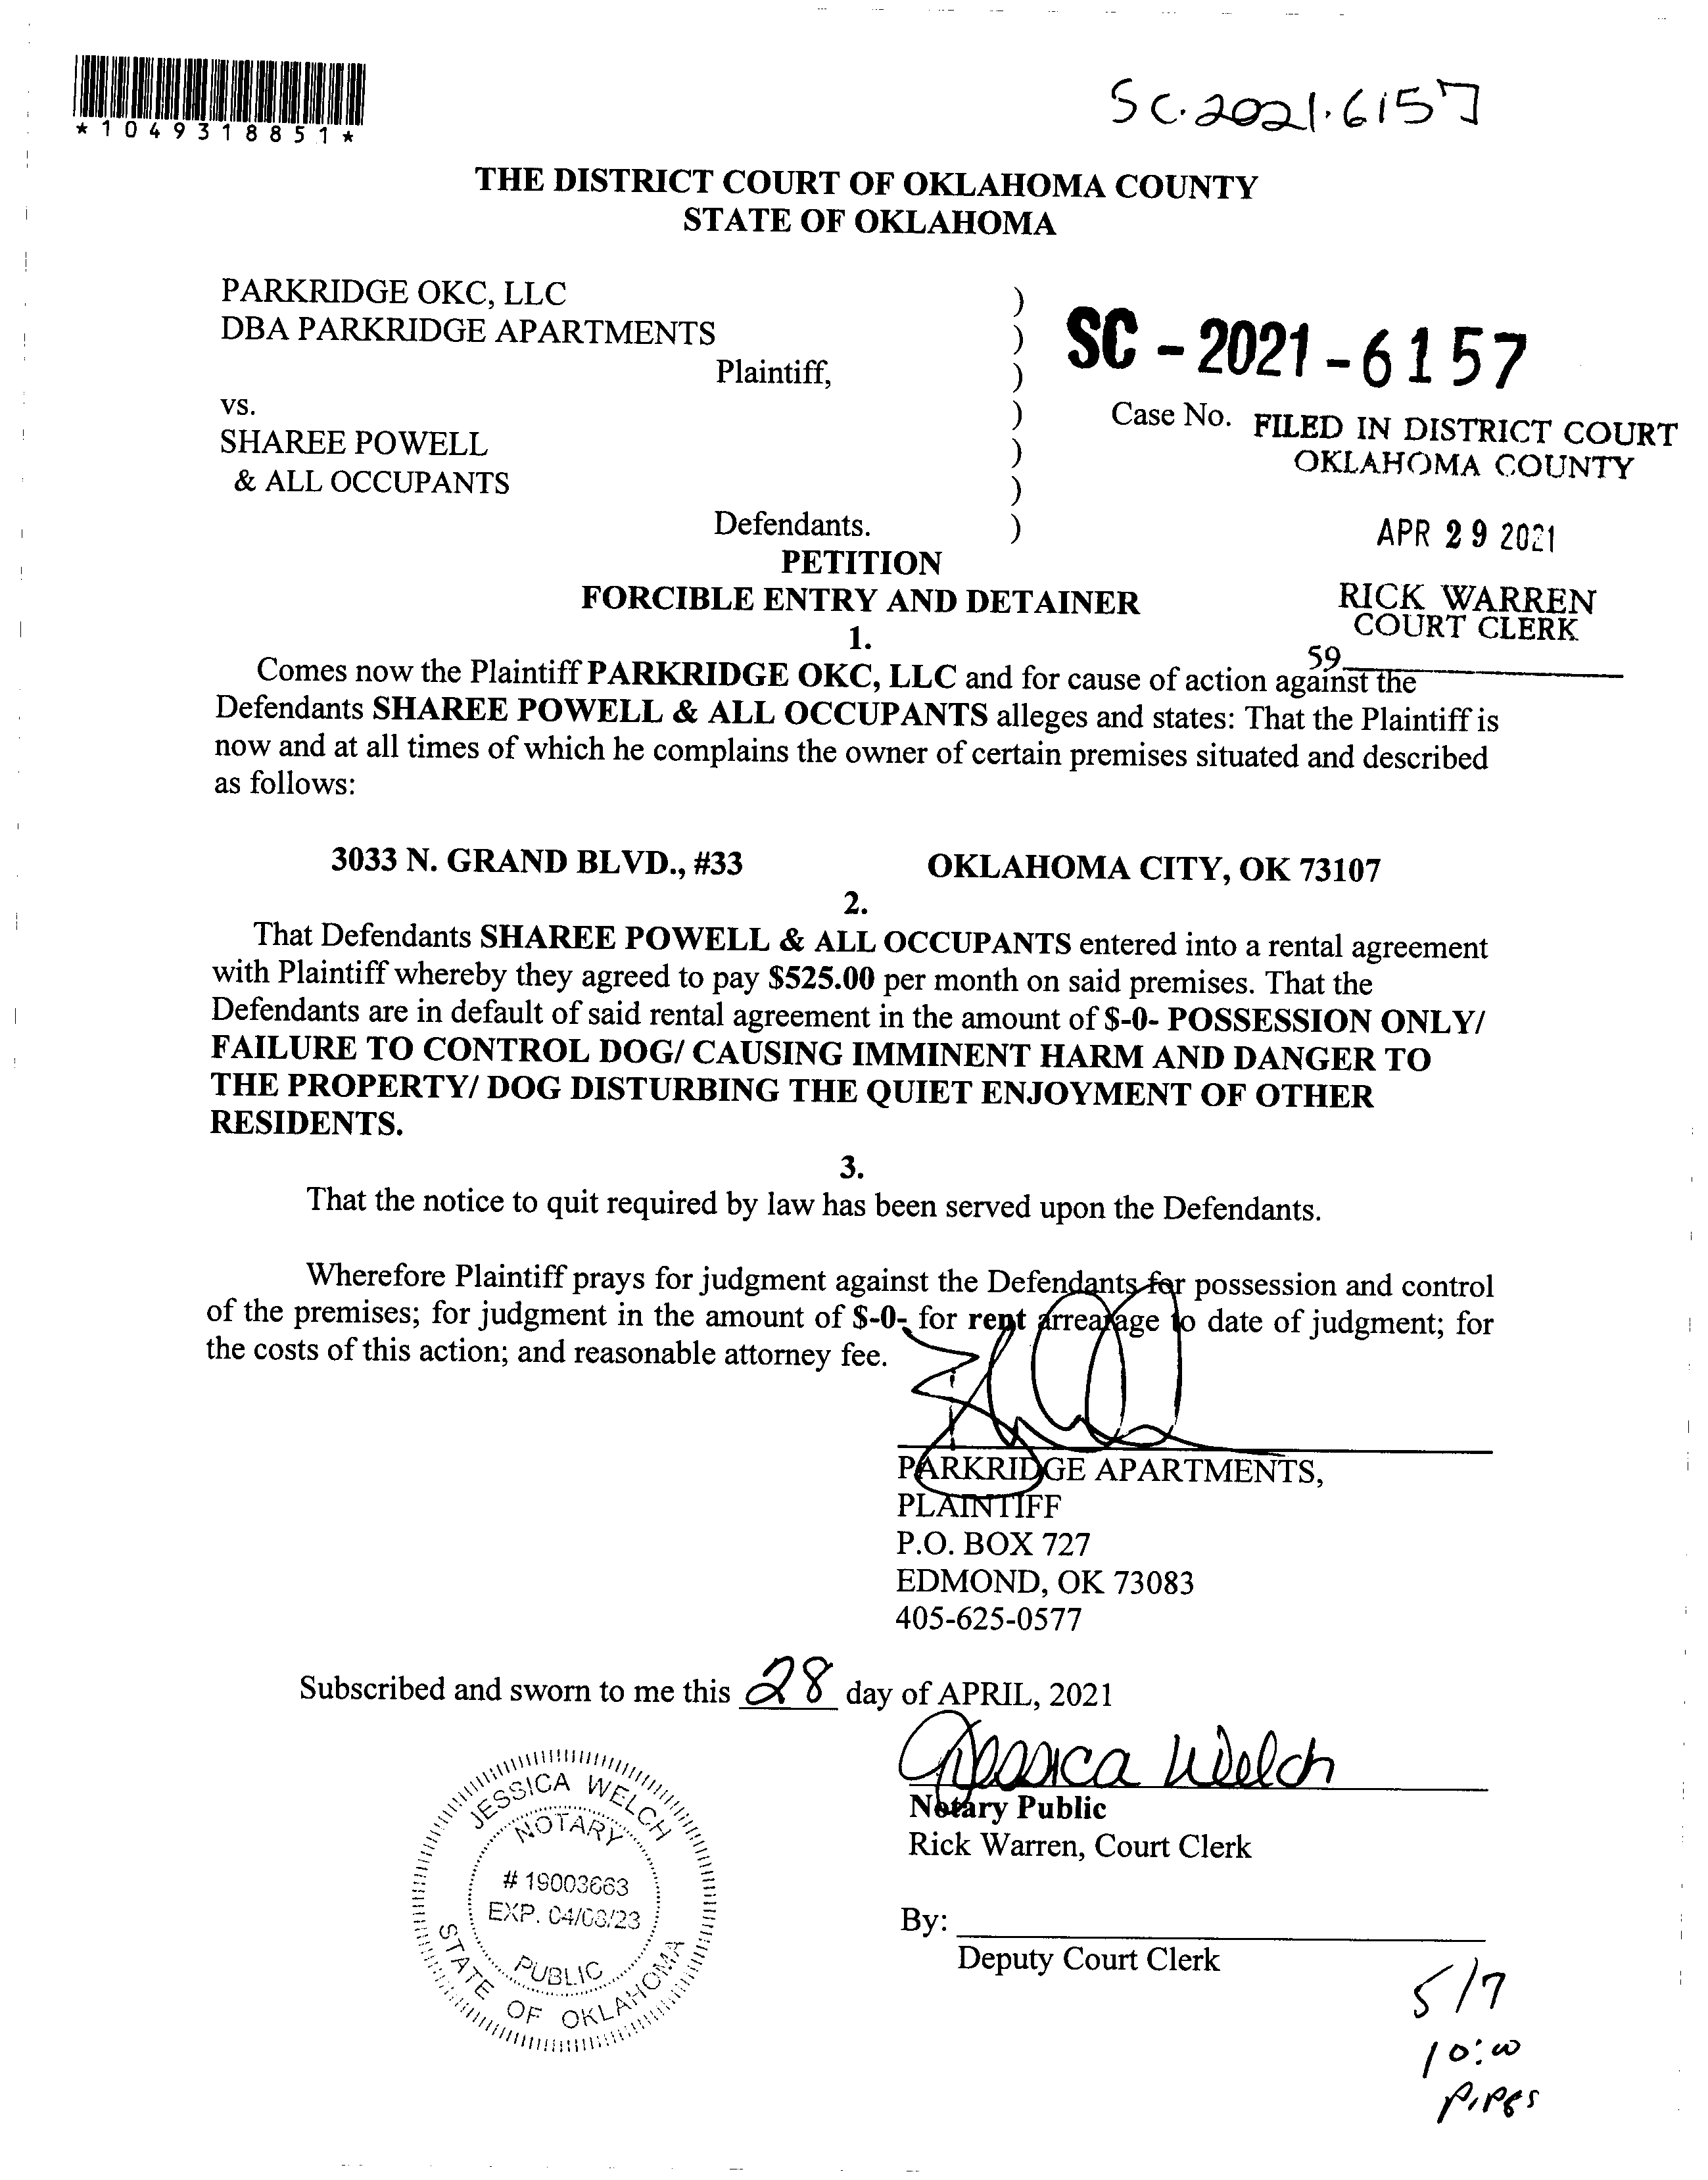 *1049318851*
SC.2021.6157
THE DISTRICT COURT OF OKLAHOMA COUNTY
STATE OF OKLAHOMA
PARKRIDGE OKC, LLC )
DBA PARKRIDGE APARTMENTS )
Plaintiff, )
SC - 2021 - 6157
vs. )
Case No.
FILED IN DISTRICT COURT
OKLAHOMA COUNTY
SHAREE POWELL )
& ALL OCCUPANTS )
Defendants. )
APR 29 2021
PETITION
FORCIBLE ENTRY AND DETAINER
RICK WARREN
COURT CLERK
59
1.
Comes now the Plaintiff PARKRIDGE OKC, LLC and for cause of action against the
Defendants SHAREE POWELL & ALL OCCUPANTS alleges and states: That the Plaintiff is
now and at all times of which he complains the owner of certain premises situated and described
as follows:
3033 N. GRAND BLVD., #33 OKLAHOMA CITY, OK 73107
2.
That Defendants SHAREE POWELL & ALL OCCUPANTS entered into a rental agreement
with Plaintiff whereby they agreed to pay $525.00 per month on said premises. That the
Defendants are in default of said rental agreement in the amount of $-0- POSSESSION ONLY/
FAILURE TO CONTROL DOG/ CAUSING IMMINENT HARM AND DANGER TO
THE PROPERTY/ DOG DISTURBING THE QUIET ENJOYMENT OF OTHER
RESIDENTS.
3.
That the notice to quit required by law has been served upon the Defendants.
Wherefore Plaintiff prays for judgment against the Defendants for possession and control
of the premises; for judgment in the amount of $-0- for rent arrearage to date of judgment; for
the costs of this action; and reasonable attorney fee.
PARKRIDGE APARTMENTS,
PLAINTIFF
P.O. BOX 727
EDMOND, OK 73083
405-625-0577
Subscribed and sworn to me this 28 day of APRIL, 2021
Jessica Welch
Notary Public
Rick Warren, Court Clerk
JESSICA WELCH
NOTARY
# 19003663
EXP. 04/08/23
PUBLIC
STATE OF OKLAHOMA
By:
Deputy Court Clerk
5/7
10:00